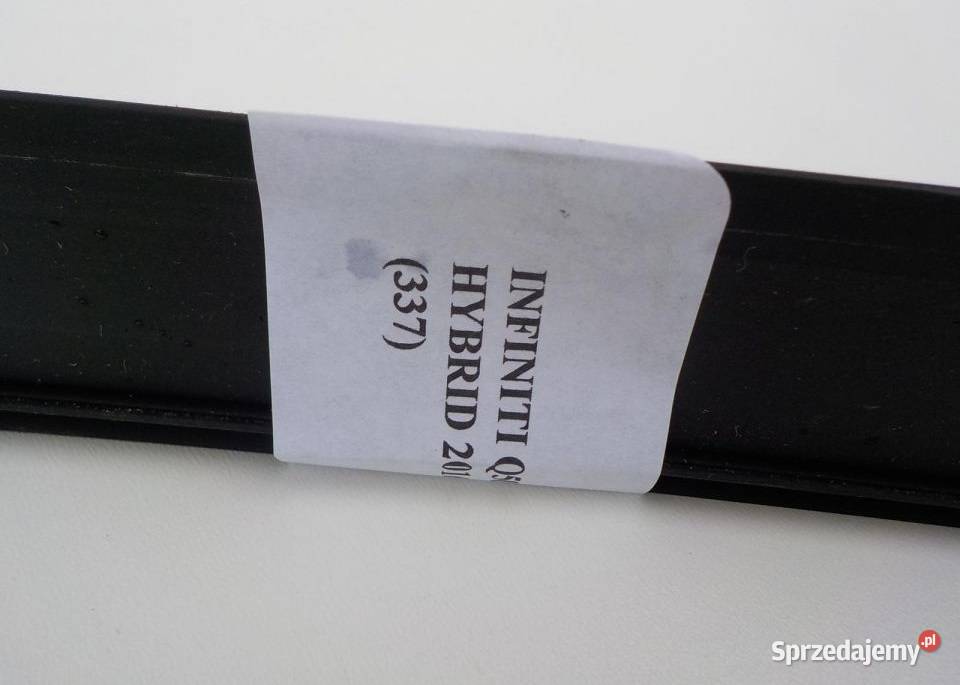 INFINITI
HYBRID
(337)
Sprzedajemy.pl